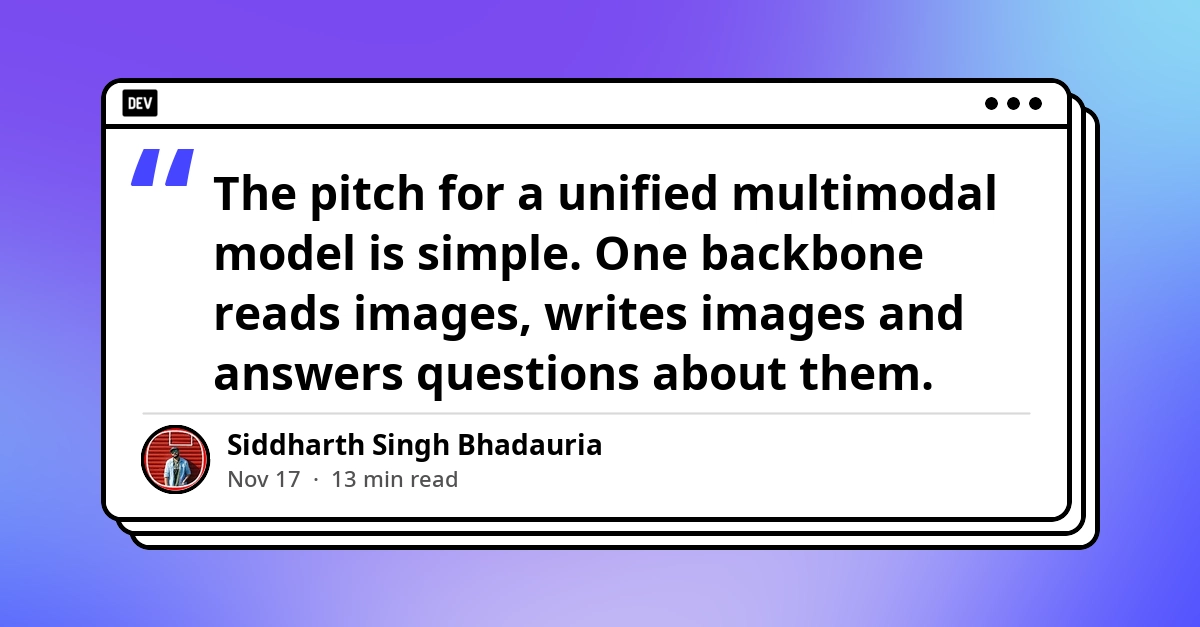 DEV
“ The pitch for a unified multimodal
model is simple. One backbone
reads images, writes images and
answers questions about them.
Siddharth Singh Bhadauria
Nov 17 · 13 min read